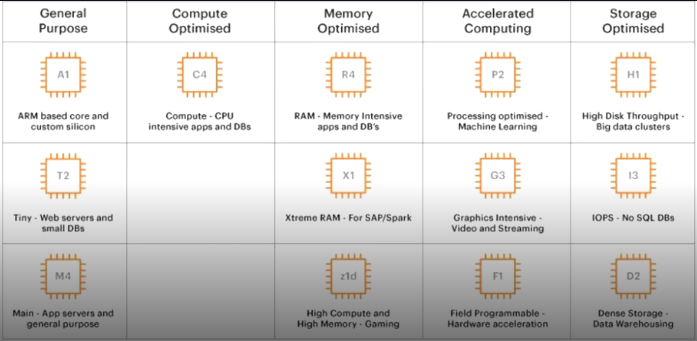 General
Purpose
Compute
Optimised
Memory
Optimised
Accelerated
Computing
Storage
Optimised
A1
ARM based core and
custom silicon
C4
Compute - CPU
intensive apps and DBs
R4
RAM - Memory Intensive
apps and DB's
P2
Processing optimised -
Machine Learning
H1
High Disk Throughput -
Big data clusters
T2
Tiny - Web servers and
small DBs
X1
Xtreme RAM - For SAP/Spark
G3
Graphics Intensive -
Video and Streaming
I3
IOPS - No SQL DBs
M4
Main - App servers and
general purpose
z1d
High Compute and
High Memory - Gaming
F1
Field Programmable -
Hardware acceleration
D2
Dense Storage -
Data Warehousing